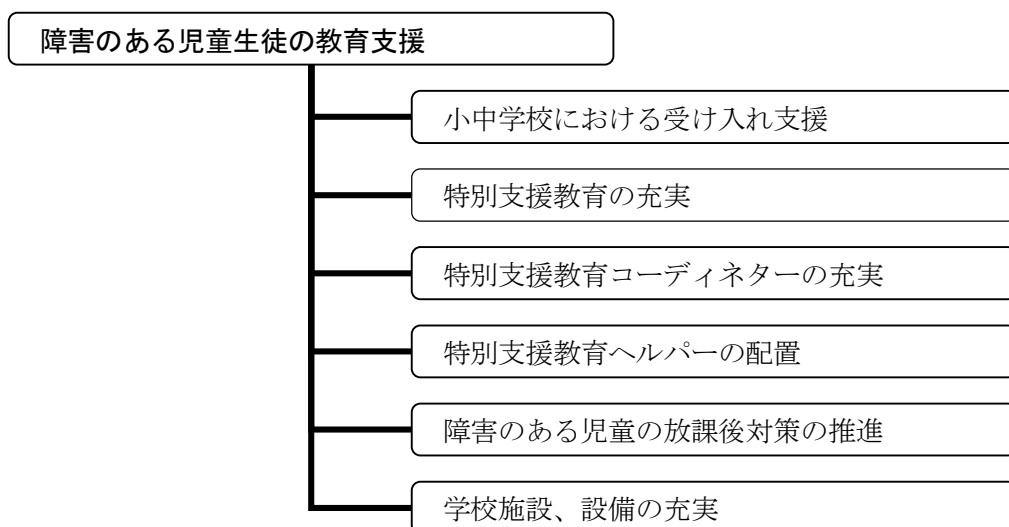 障害のある児童生徒の教育支援
小中学校における受け入れ支援
特別支援教育の充実
特別支援教育コーディネターの充実
特別支援教育ヘルパーの配置
障害のある児童の放課後対策の推進
学校施設、設備の充実